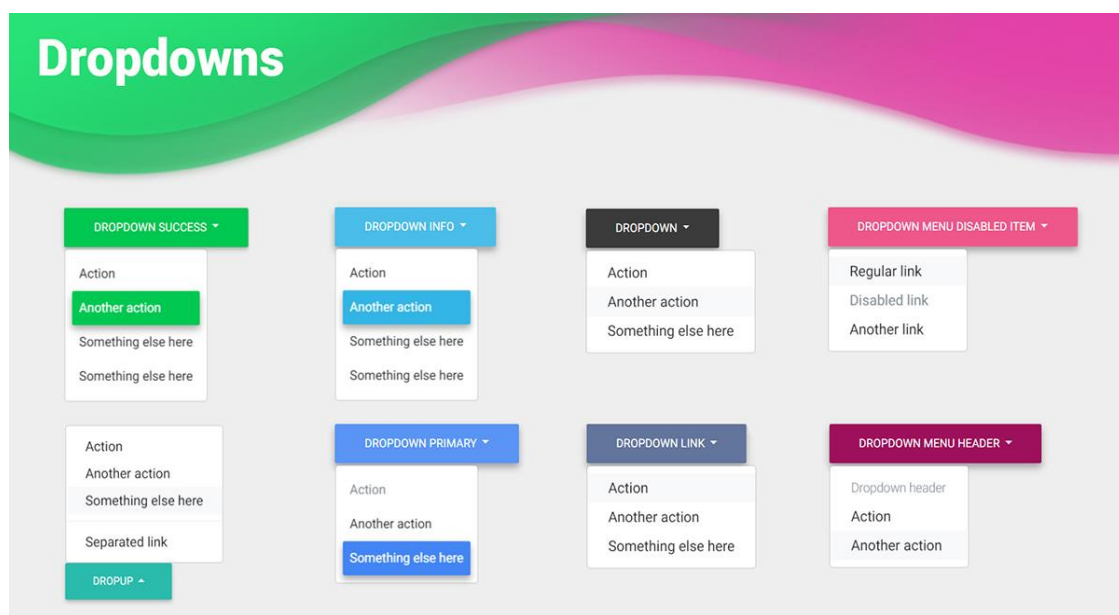 Dropdowns
DROPDOWN SUCCESS
Action
Another action
Something else here
Something else here
DROPDOWN INFO
Action
Another action
Something else here
Something else here
DROPDOWN
Action
Another action
Something else here
DROPDOWN MENU DISABLED ITEM
Regular link
Disabled link
Another link
Action
Another action
Something else here
Separated link
DROPUP
DROPDOWN PRIMARY
Action
Another action
Something else here
DROPDOWN LINK
Action
Another action
Something else here
DROPDOWN MENU HEADER
Dropdown header
Action
Another action